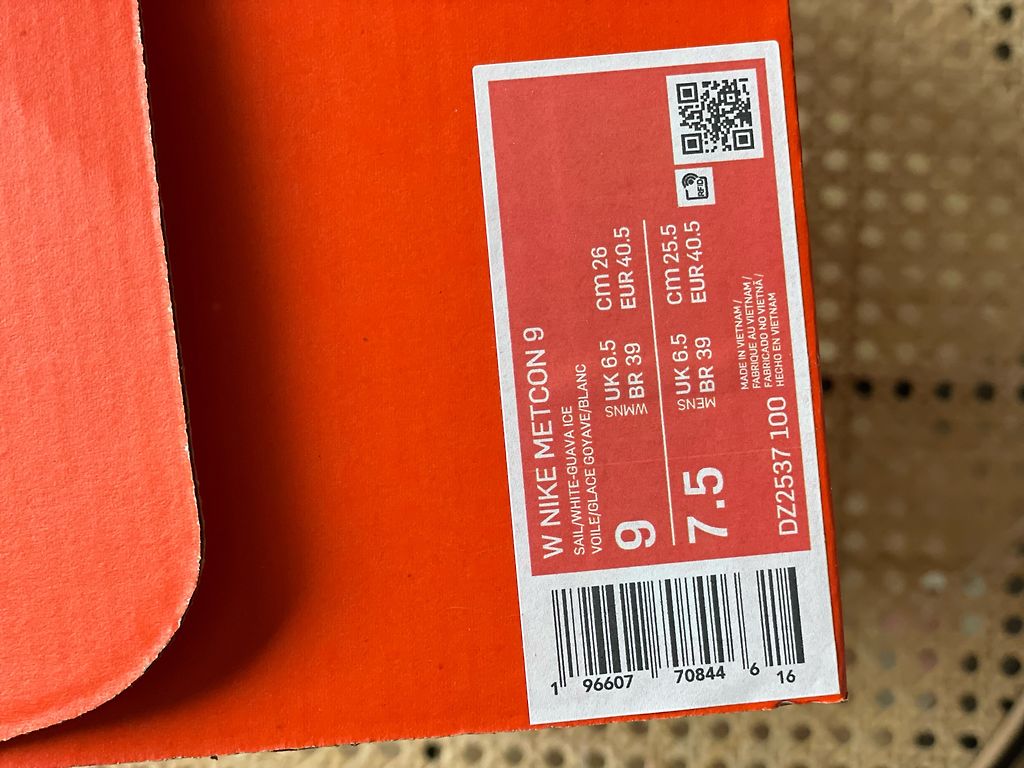 W NIKE METCON 9
SAIL/WHITE-GUAVA ICE
VOILE/GLACE GOYAVE/BLANC
9
WMNS
UK 6.5 cm 26
BR 39 EUR 40.5
7.5
MENS
UK 6.5 cm 25.5
BR 39 EUR 40.5
RFID
DZ2537 100
MADE IN VIETNAM /
FABRIQUE AU VIETNAM /
FABRICADO NO VIETNÃ /
HECHO EN VIETNAM
1 96607 70844 6 16